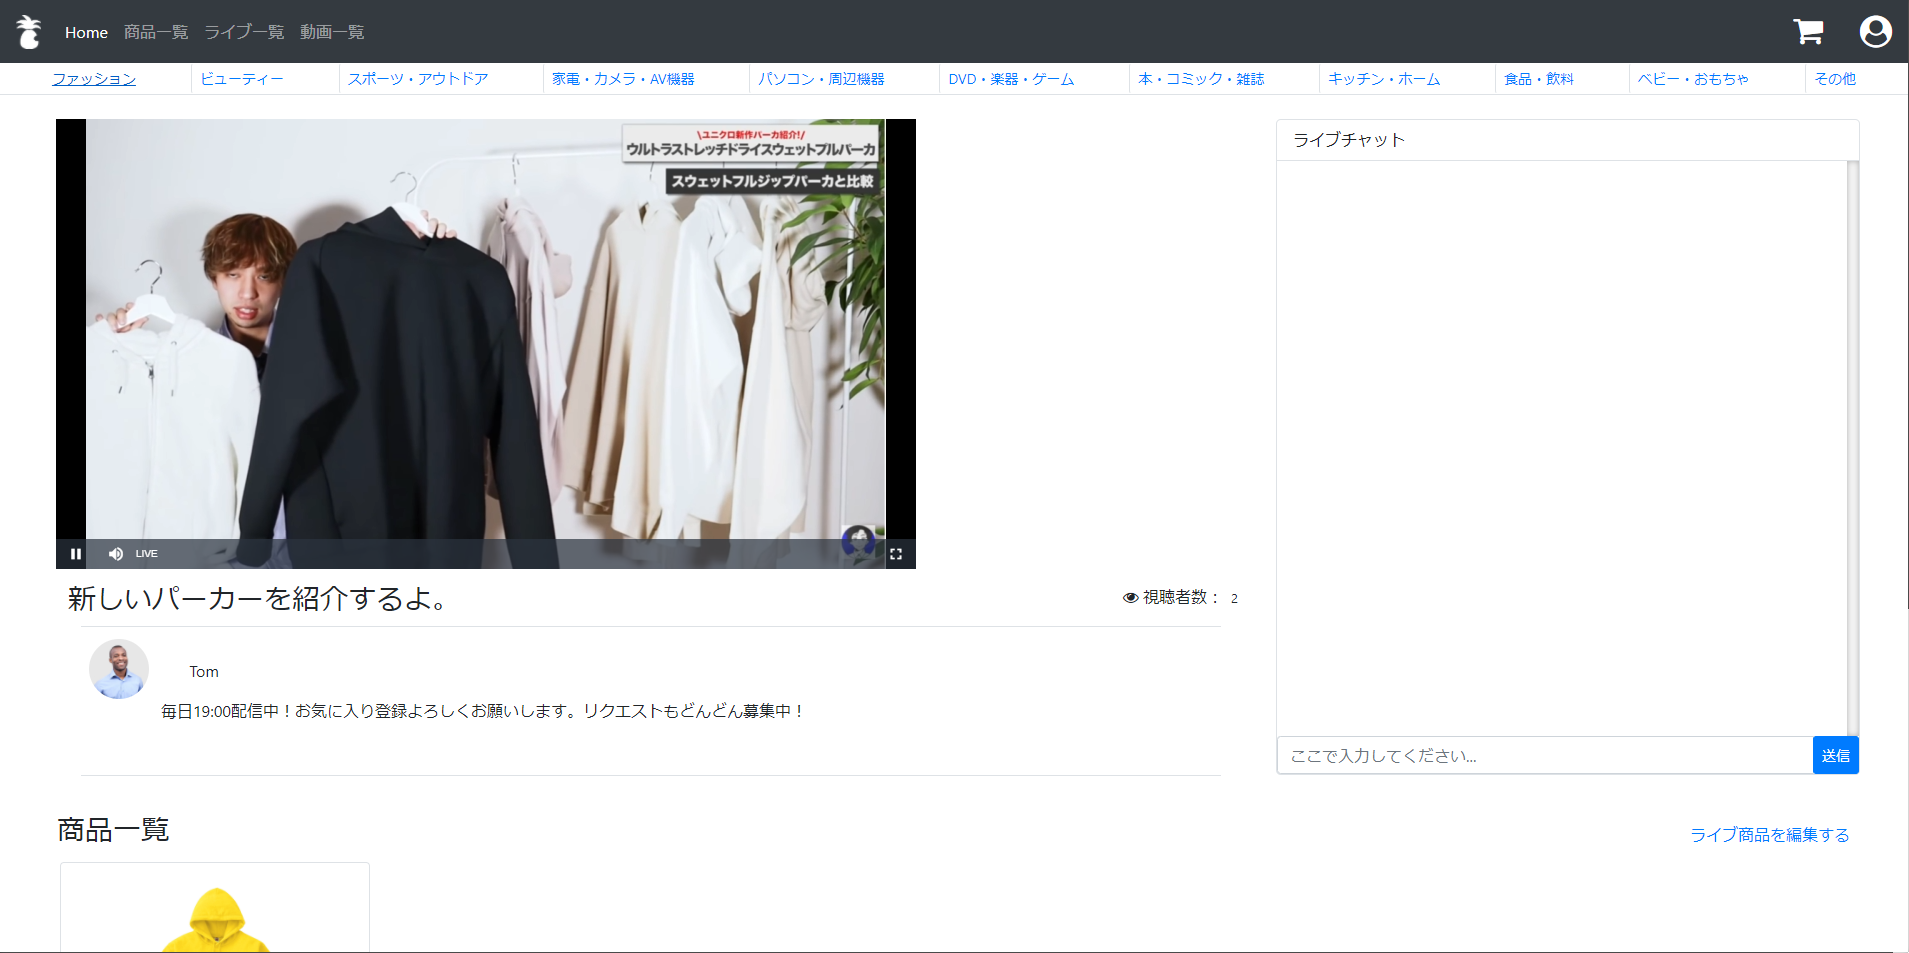 Home 商品一覧 ライブ一覧 動画一覧
ファッション ビューティー スポーツ・アウトドア 家電・カメラ・AV機器 パソコン・周辺機器 DVD・楽器・ゲーム 本・コミック・雑誌 キッチン・ホーム 食品・飲料 ベビー・おもちゃ その他
\ユニクロ新作パーカ紹介!/
ウルトラストレッチドライスウェットプルパーカ
スウェットフルジップパーカと比較
LIVE
ライブチャット
新しいパーカーを紹介するよ。
視聴者数： 2
Tom
毎日19:00配信中！お気に入り登録よろしくお願いします。リクエストもどんどん募集中！
ここで入力してください...
送信
商品一覧
ライブ商品を編集する